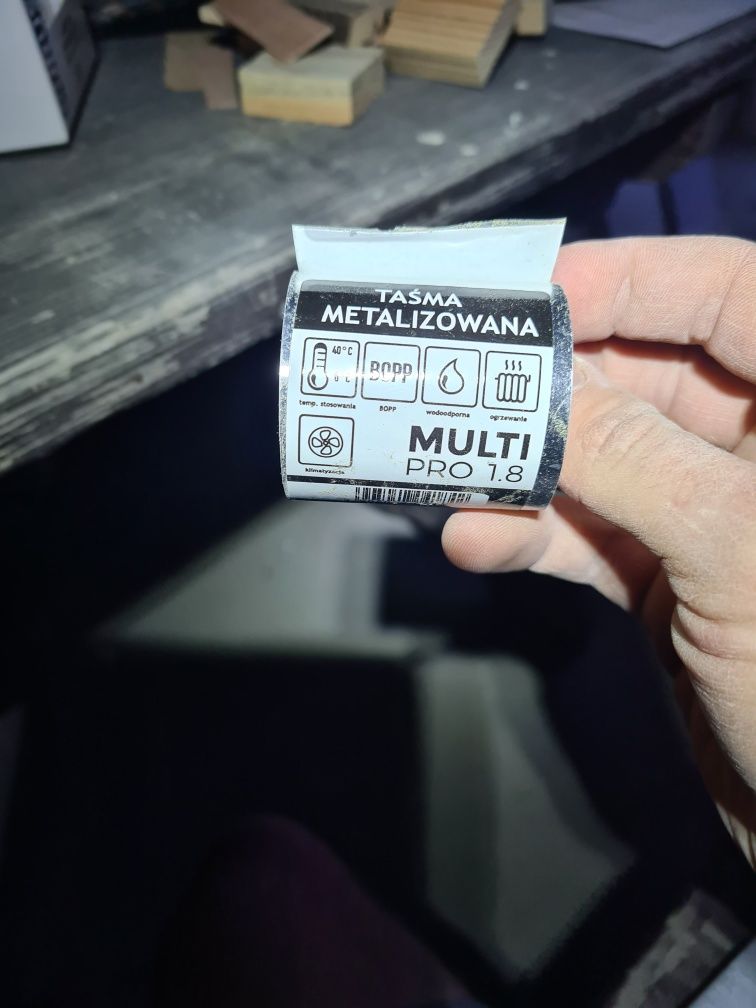 TAŚMA
METALIZOWANA
40°C
BOPP
temp. stosowania
BOPP
wodoodporna
ogrzewanie
MULTI
PRO 1.8
klimatyzacja